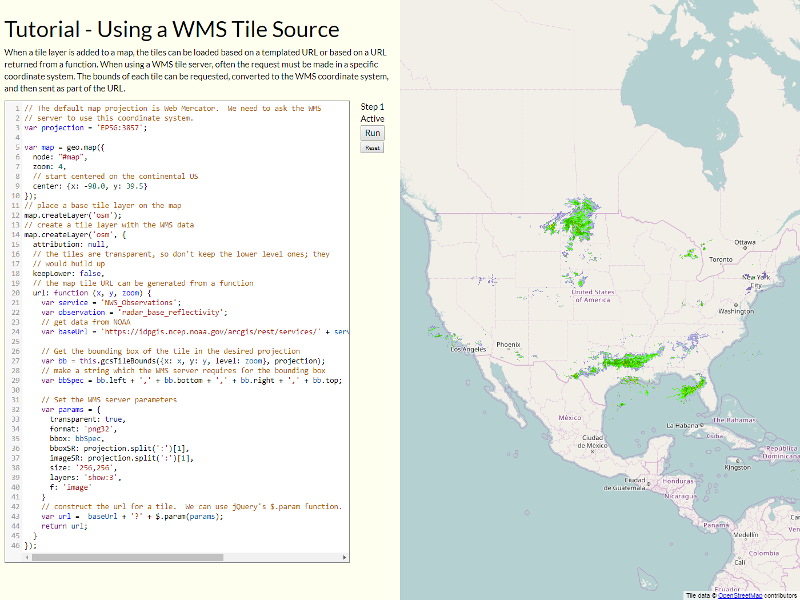 Tutorial - Using a WMS Tile Source
When a tile layer is added to a map, the tiles can be loaded based on a templated URL or based on a URL
returned from a function. When using a WMS tile server, often the request must be made in a specific
coordinate system. The bounds of each tile can be requested, converted to the WMS coordinate system,
and then sent as part of the URL.
1 // The default map projection is Web Mercator.  We need to ask the WMS
2 // server to use this coordinate system.
3 var projection = 'EPSG:3857';
4
5 var map = geo.map({
6   node: "#map",
7   zoom: 4,
8   // start centered on the continental US
9   center: {x: -98.0, y: 39.5}
10 });
11 // place a base tile layer on the map
12 map.createLayer('osm');
13 // create a tile layer with the WMS data
14 map.createLayer('osm', {
15   attribution: null,
16   // the tiles are transparent, so don't keep the lower level ones; they
17   // would build up
18   keepLower: false,
19   // the map tile URL can be generated from a function
20   url: function (x, y, zoom) {
21     var service = 'NWS_Observations';
22     var observation = 'radar_base_reflectivity';
23     // get data from NOAA
24     var baseUrl = 'https://idpgis.ncep.noaa.gov/arcgis/rest/services/' + serv
25
26     // Get the bounding box of the tile in the desired projection
27     var bb = this.gcsTileBounds({x: x, y: y, level: zoom}, projection);
28     // make a string which the WMS server requires for the bounding box
29     var bbSpec = bb.left + ',' + bb.bottom + ',' + bb.right + ',' + bb.top;
30
31     // Set the WMS server parameters
32     var params = {
33       transparent: true,
34       format: 'png32',
35       bbox: bbSpec,
36       bboxSR: projection.split(':')[1],
37       imageSR: projection.split(':')[1],
38       size: '256,256',
39       layers: 'show:3',
40       f: 'image'
41     }
42     // construct the url for a tile.  We can use jQuery's $.param function.
43     var url =  baseUrl + '?' + $.param(params);
44     return url;
45   }
46 });
Step 1
Active
Run
Reset
Ottawa
Toronto
New York
City
United States
of America
Washington
Los Angeles
Phoenix
México
La Habana
The Bahamas
Cuba
Ciudad
de México
República
Dominicana
Kingston
Ciudad
de Guatemala
Honduras
Nicaragua
Panamá
Medellín
Colombia
Cali
Ecuador
Tile data © OpenStreetMap contributors